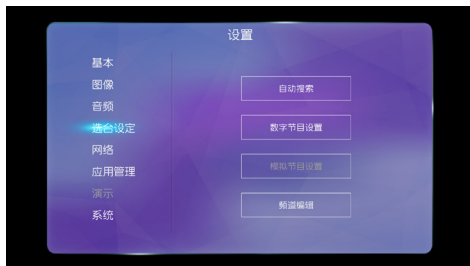 设置
基本
图像
音频
选台设定
网络
应用管理
演示
系统
自动搜索
数字节目设置
模拟节目设置
频道编辑